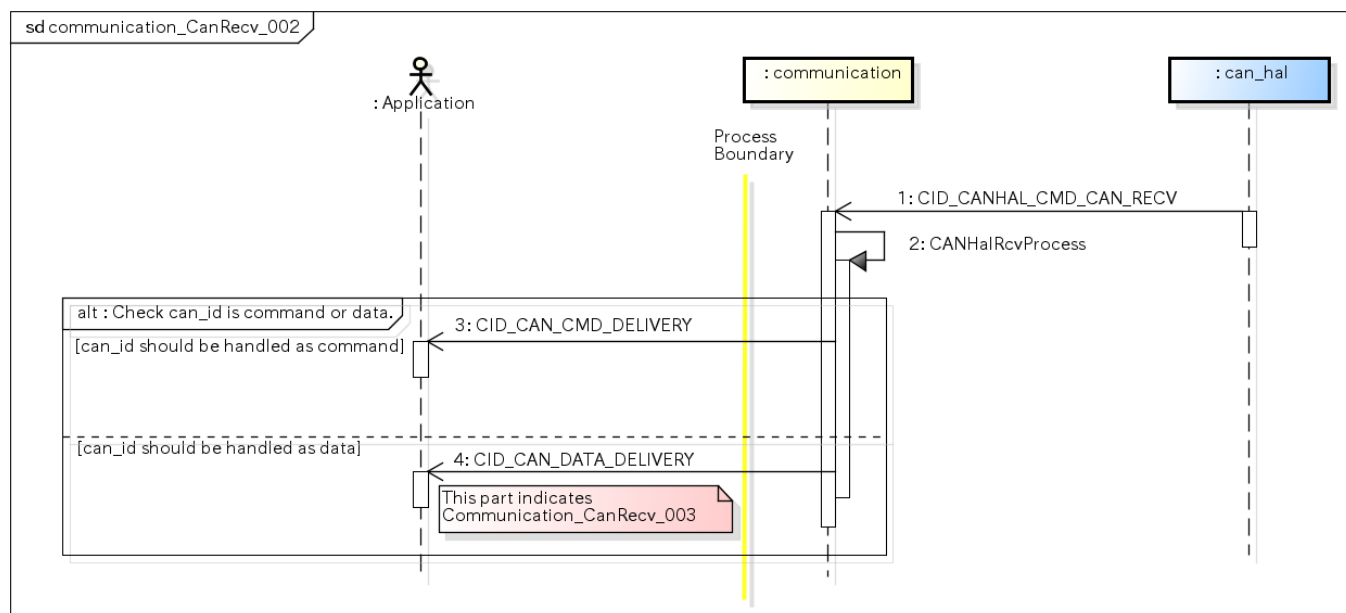 sd communication_CanRecv_002
: Application
: communication
: can_hal
Process
Boundary
1: CID_CANHAL_CMD_CAN_RECV
2: CANHalRcvProcess
alt : Check can_id is command or data.
3: CID_CAN_CMD_DELIVERY
[can_id should be handled as command]
[can_id should be handled as data]
4: CID_CAN_DATA_DELIVERY
This part indicates
Communication_CanRecv_003